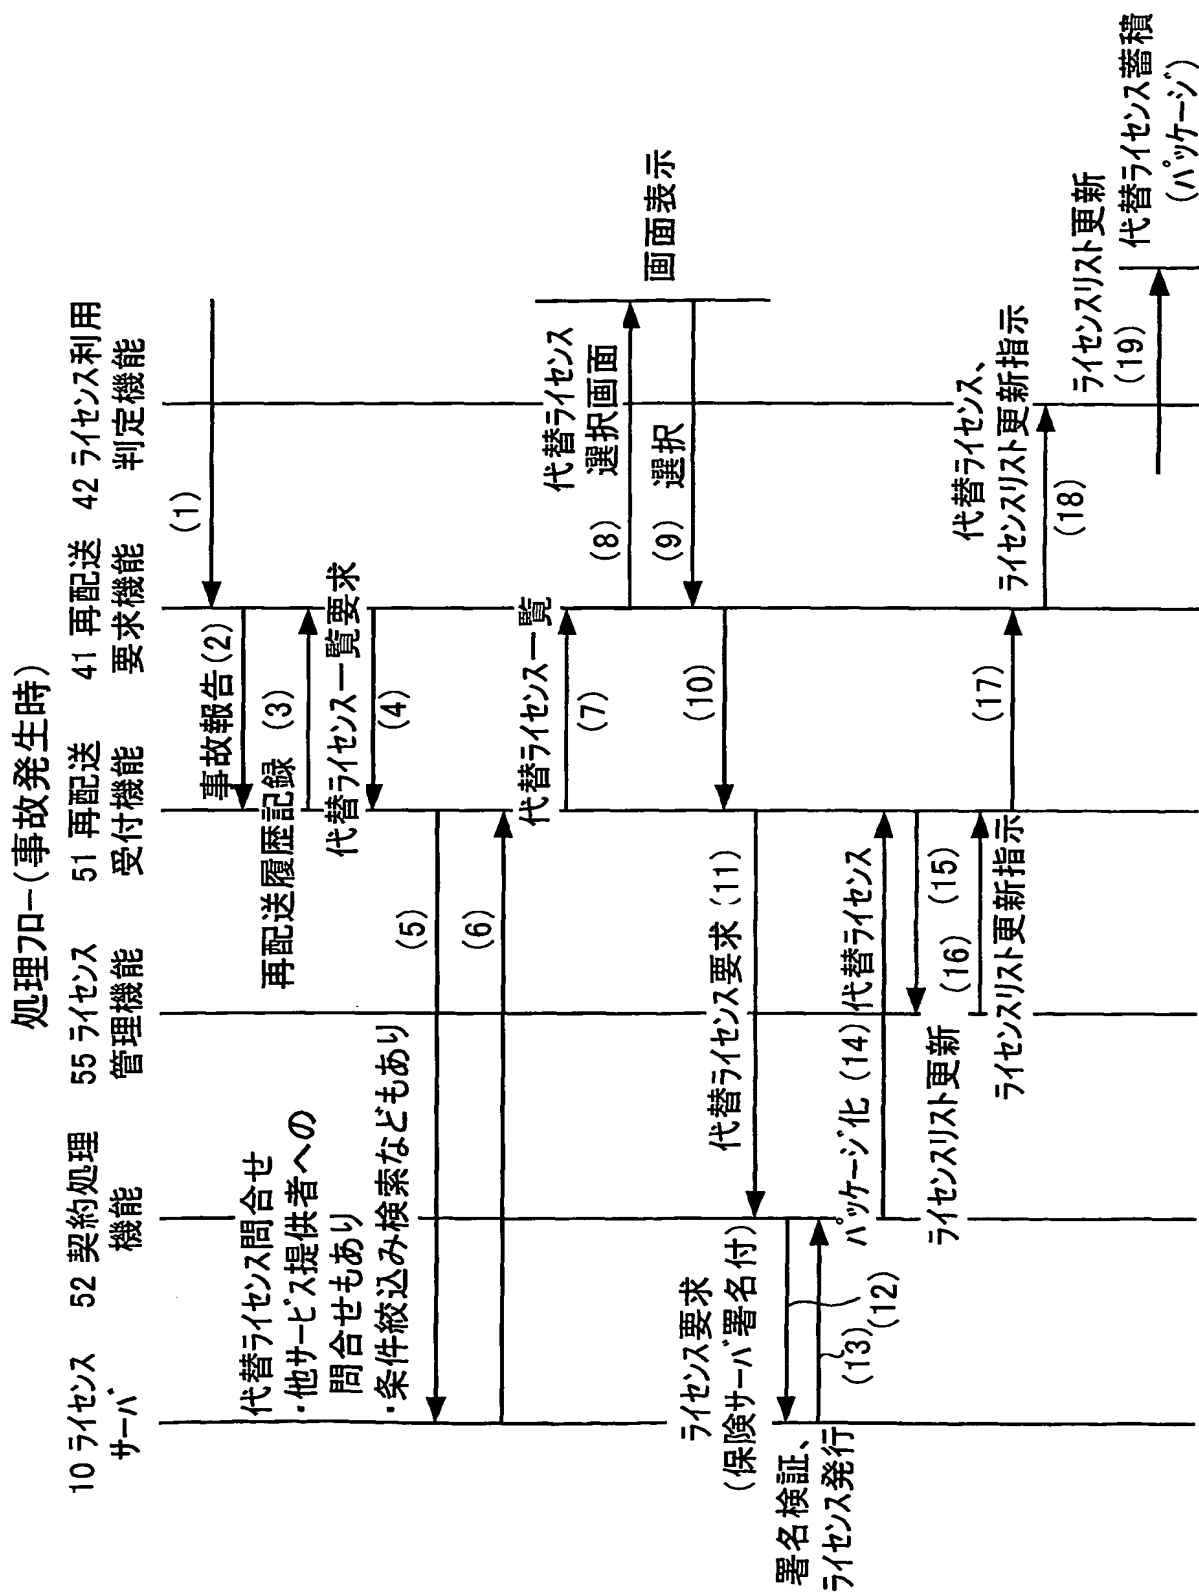 処理フロー(事故発生時)
10 ライセンス
サーバ
52 契約処理
機能
55 ライセンス
管理機能
51 再配送
受付機能
41 再配送
要求機能
42 ライセンス利用
判定機能
(1)
事故報告(2)
再配送履歴記録 (3)
代替ライセンス一覧要求
(4)
代替ライセンス問合せ
・他サービス提供者への
問合せもあり
・条件絞込み検索などもあり
(5)
(6)
代替ライセンス一覧
(7)
代替ライセンス
選択画面
(8)
画面表示
(9) 選択
(10)
代替ライセンス要求 (11)
ライセンス要求
(保険サーバ署名付)
(12)
(13)
署名検証、
ライセンス発行
パッケージ化 (14) 代替ライセンス
(15)
ライセンスリスト更新
(16)
ライセンスリスト更新指示
(17)
代替ライセンス、
ライセンスリスト更新指示
(18)
ライセンスリスト更新
(19)
代替ライセンス蓄積
(パッケージ)